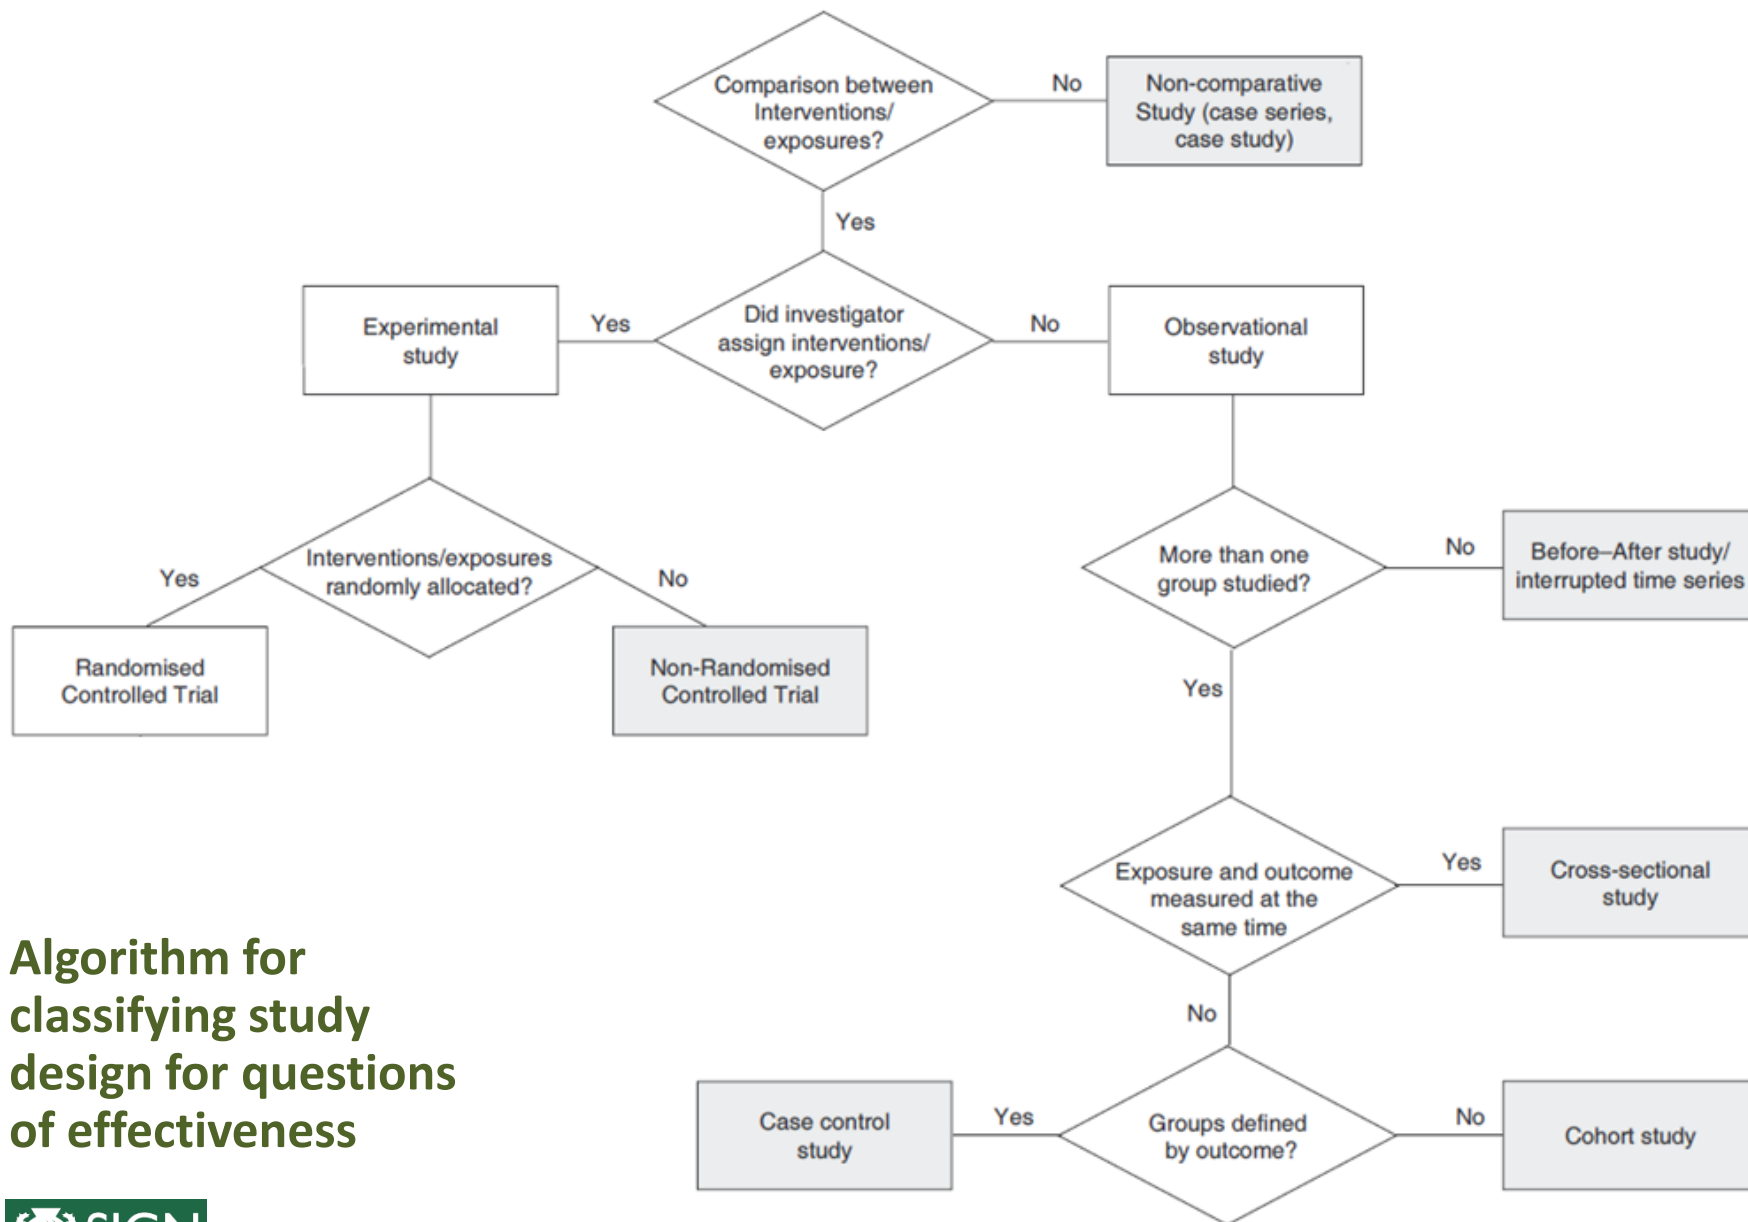 Comparison between
Interventions/
exposures?
No
Non-comparative
Study (case series,
case study)
Yes
Experimental
study
Yes
Did investigator
assign interventions/
exposure?
No
Observational
study
Interventions/exposures
randomly allocated?
Yes
No
More than one
group studied?
No
Before–After study/
interrupted time series
Randomised
Controlled Trial
Non-Randomised
Controlled Trial
Yes
Exposure and outcome
measured at the
same time
Yes
Cross-sectional
study
No
Algorithm for
classifying study
design for questions
of effectiveness
Case control
study
Yes
Groups defined
by outcome?
No
Cohort study
SIGN